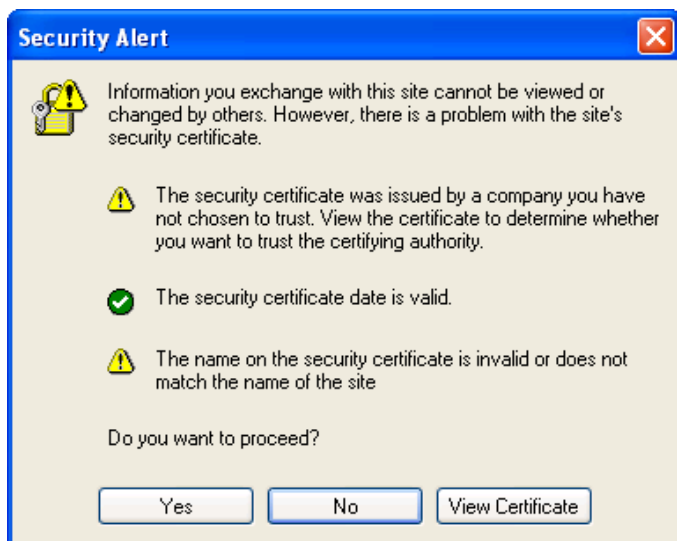 Security Alert
Information you exchange with this site cannot be viewed or
changed by others. However, there is a problem with the site's
security certificate.
The security certificate was issued by a company you have
not chosen to trust. View the certificate to determine whether
you want to trust the certifying authority.
The security certificate date is valid.
The name on the security certificate is invalid or does not
match the name of the site
Do you want to proceed?
Yes
No
View Certificate